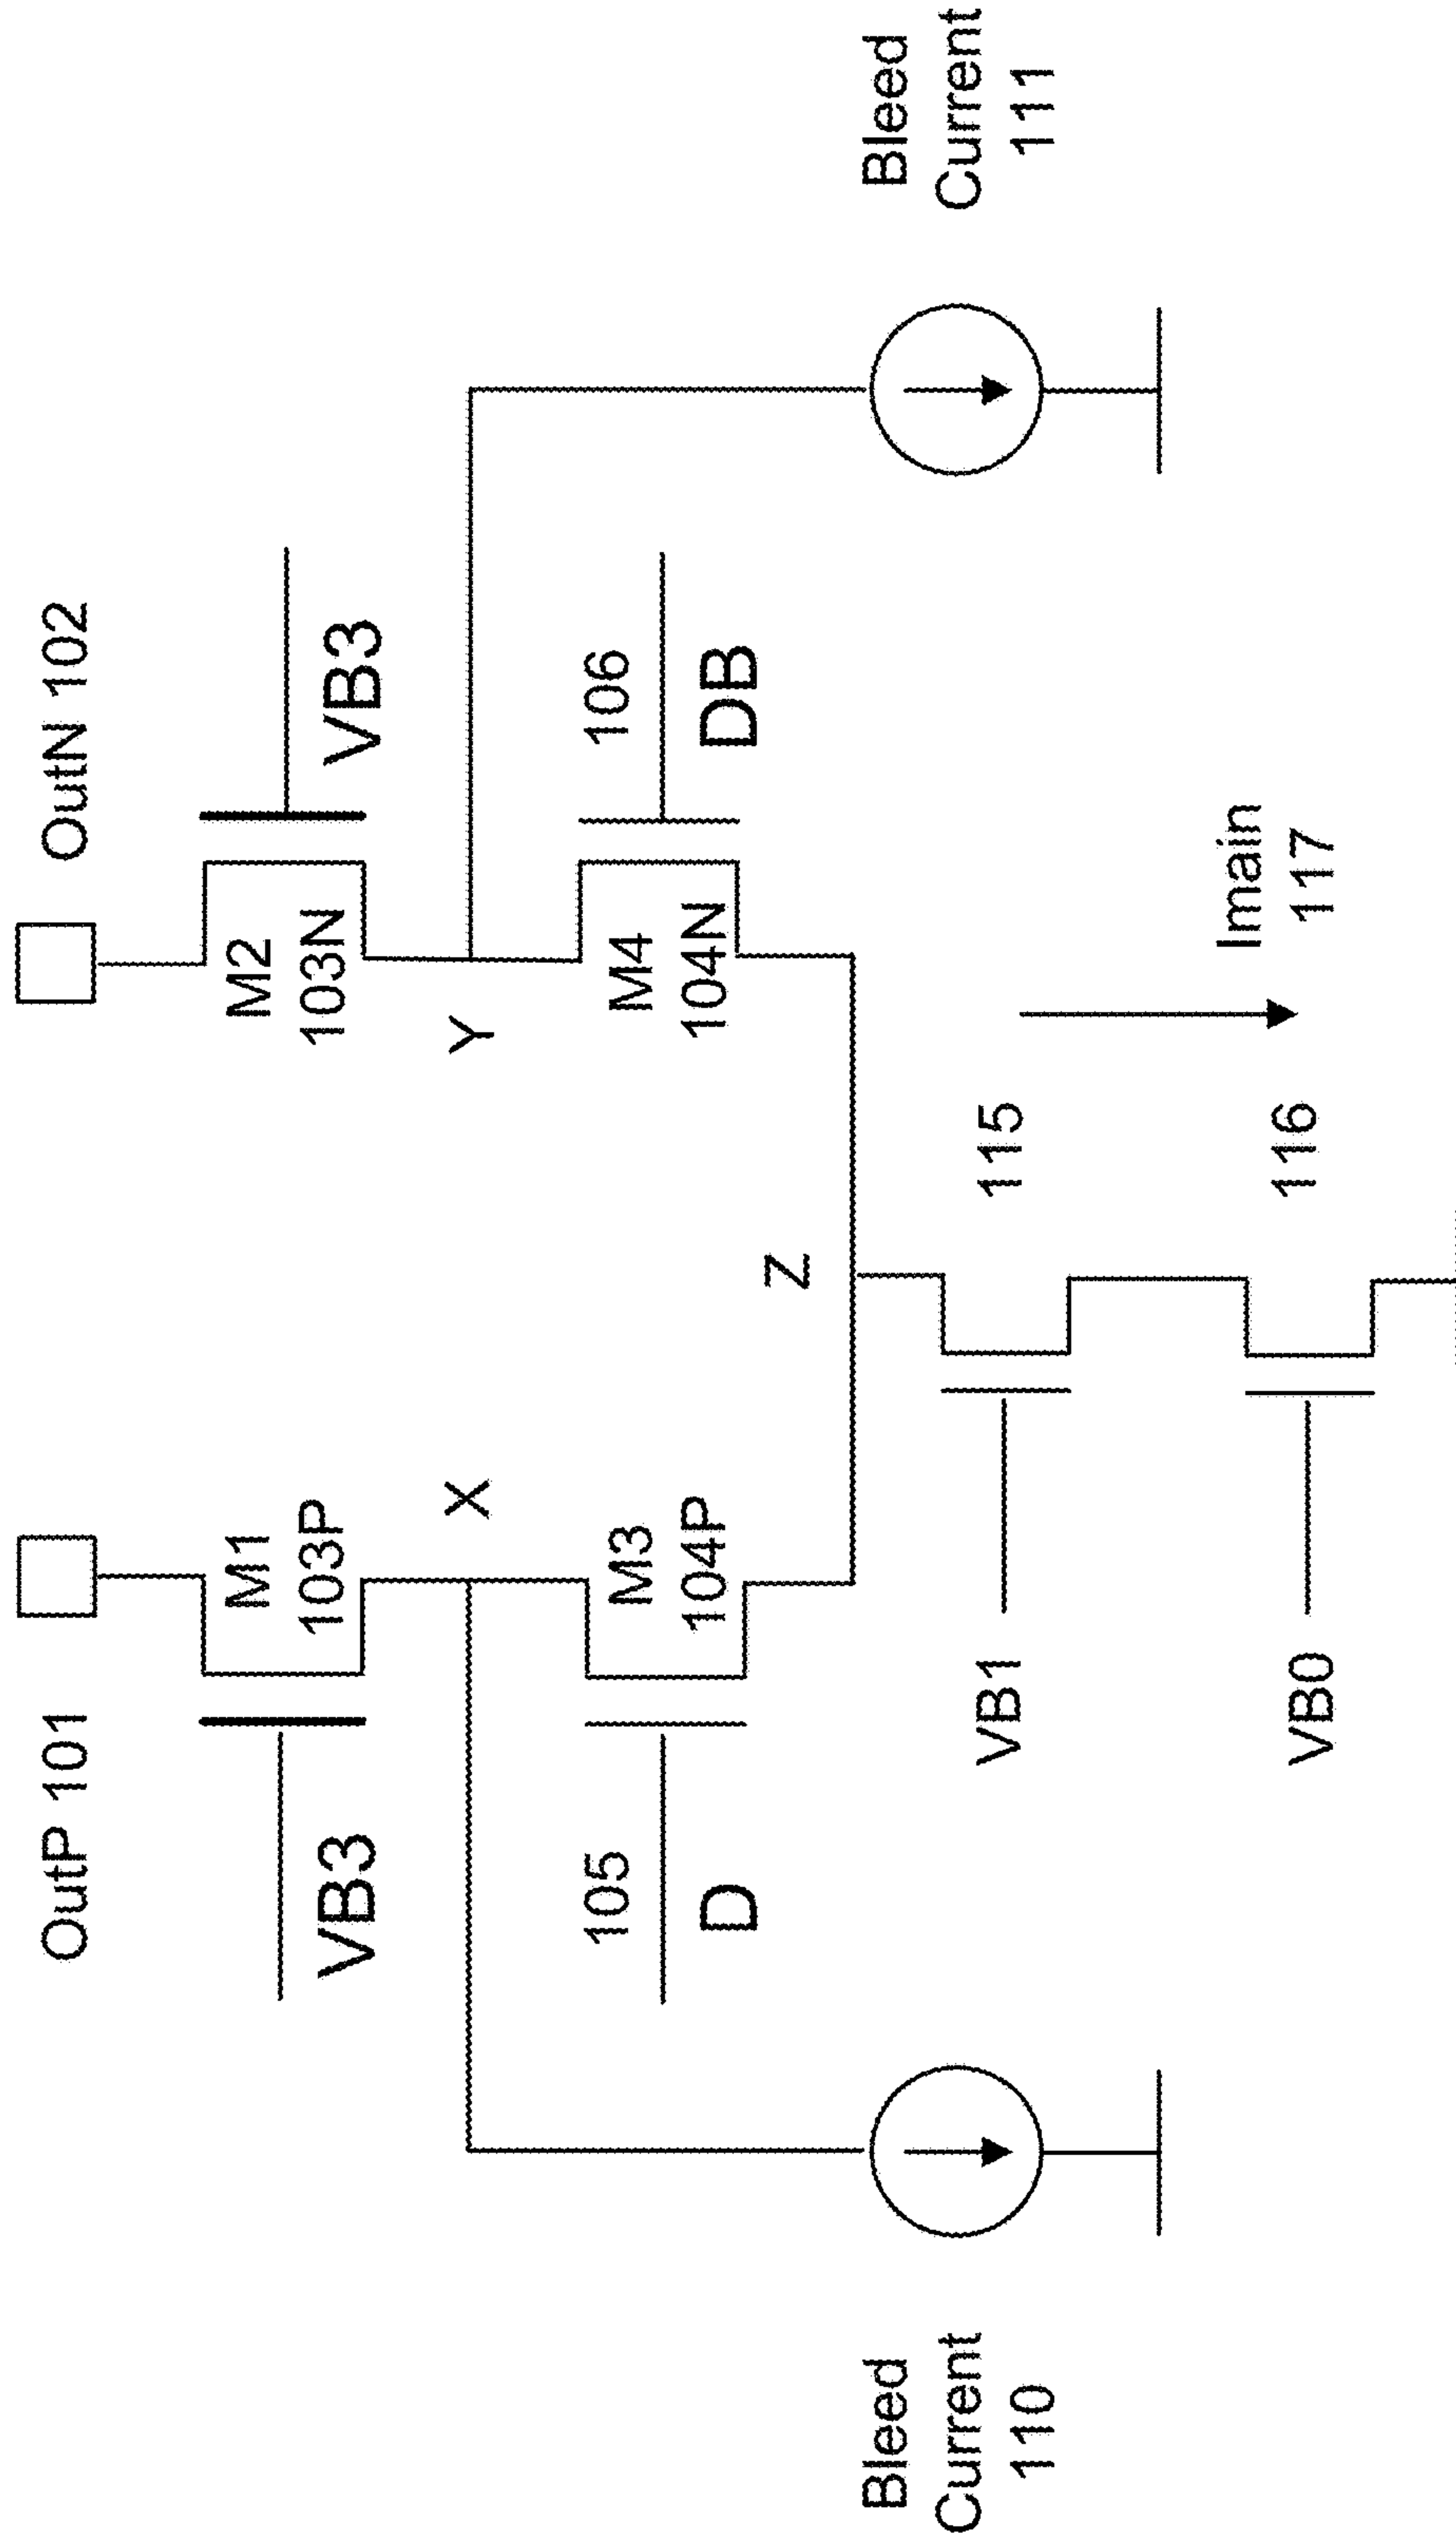 OutP 101
OutN 102
M1
103P
M2
103N
VB3
VB3
X
Y
105
M3
104P
M4
104N
106
D
DB
Z
Bleed
Current
110
Bleed
Current
111
VB1
115
Imain
117
VB0
116